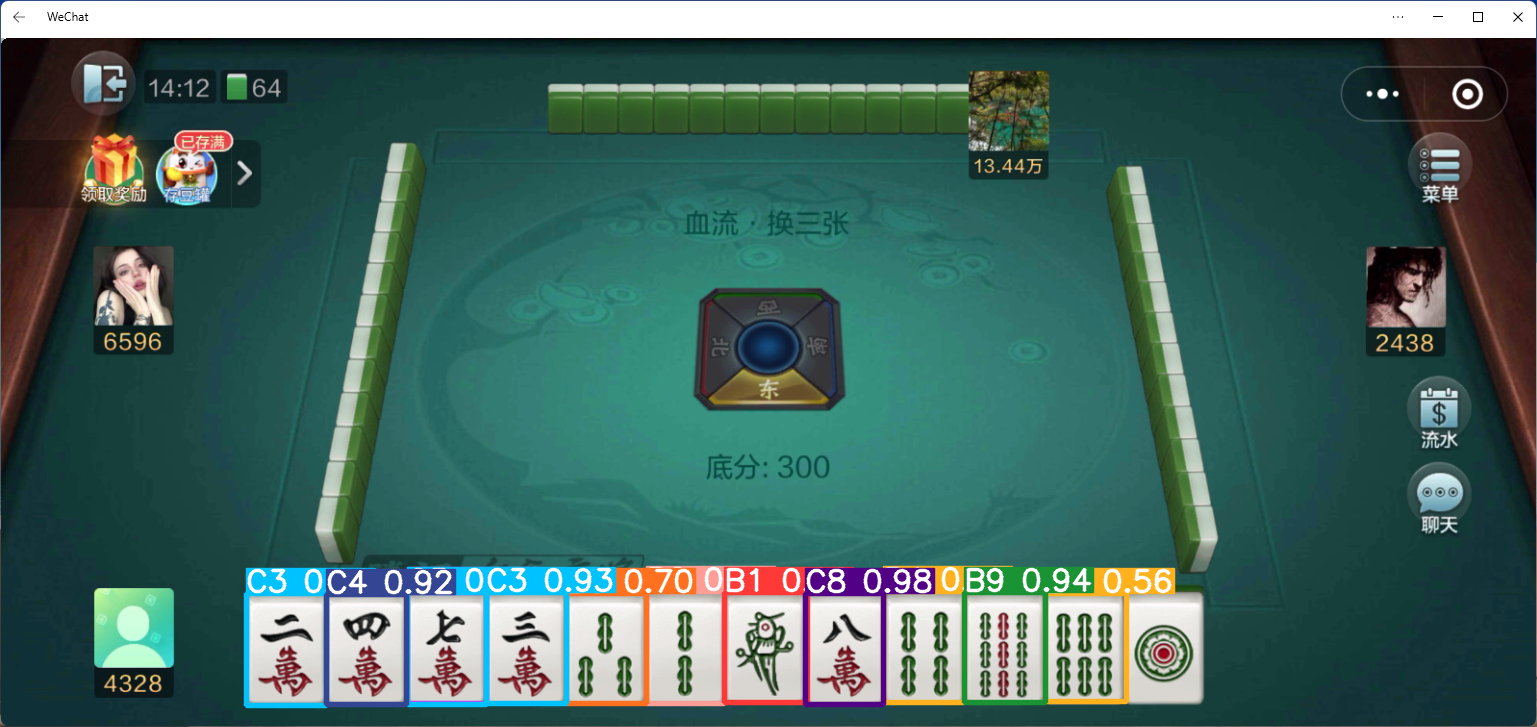 WeChat
14:12
64
13.44万
已存满
领取奖励
存豆罐
菜单
血流·换三张
6596
2438
北
东
流水
底分: 300
聊天
C3 0
C4 0.92
0
C3 0.93
0.70
0
B1 0
C8 0.98
0
B9 0.94
0.56
二萬
四萬
七萬
三萬
八萬
4328